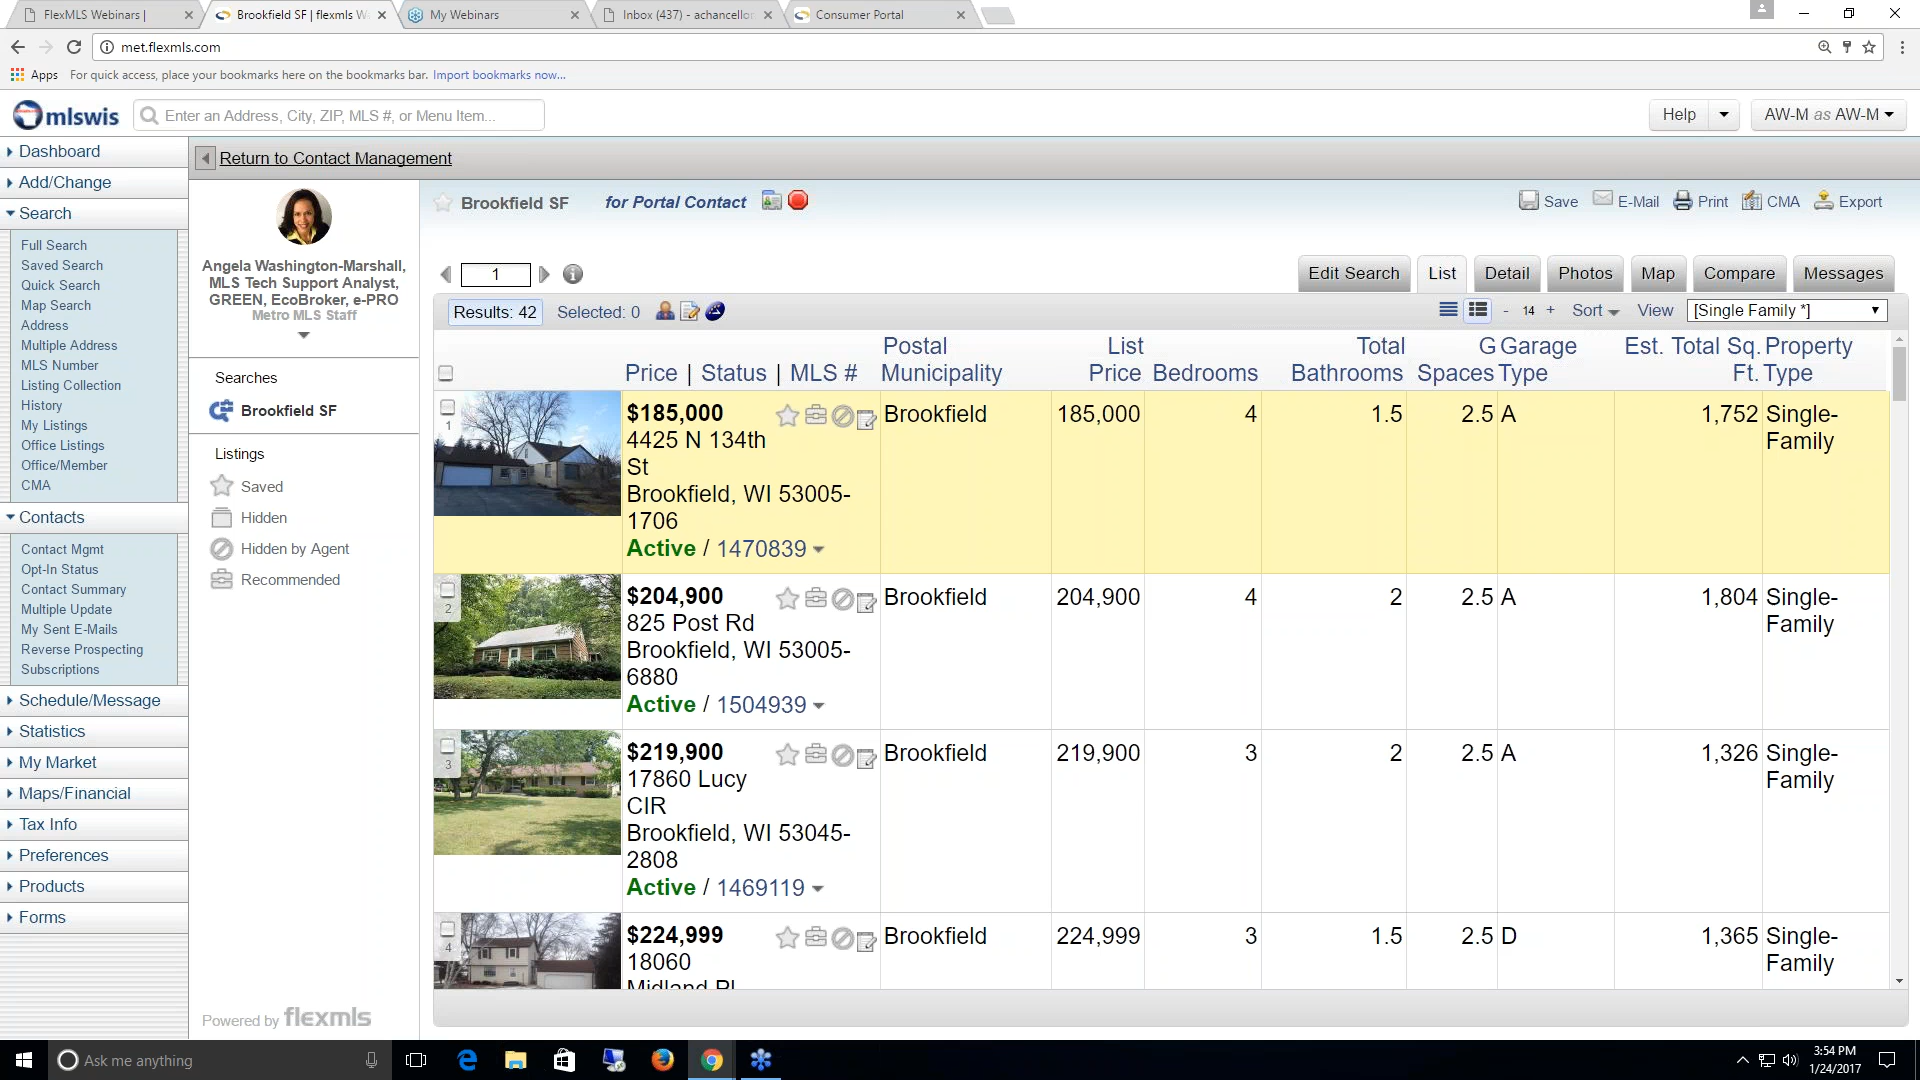 FlexMLS Webinars |
Brookfield SF | flexmls W
My Webinars
Inbox (437) - achancellor
Consumer Portal
met.flexmls.com
Apps For quick access, place your bookmarks here on the bookmarks bar. Import bookmarks now...
mlswis
Enter an Address, City, ZIP, MLS #, or Menu Item...
Help
AW-M as AW-M
Dashboard
Add/Change
Search
Full Search
Saved Search
Quick Search
Map Search
Address
Multiple Address
MLS Number
Listing Collection
History
My Listings
Office Listings
Office/Member
CMA
Contacts
Contact Mgmt
Opt-In Status
Contact Summary
Multiple Update
My Sent E-Mails
Reverse Prospecting
Subscriptions
Schedule/Message
Statistics
My Market
Maps/Financial
Tax Info
Preferences
Products
Forms
Return to Contact Management
Angela Washington-Marshall,
MLS Tech Support Analyst,
GREEN, EcoBroker, e-PRO
Metro MLS Staff
Searches
Brookfield SF
Listings
Saved
Hidden
Hidden by Agent
Recommended
Powered by flexmls
Brookfield SF for Portal Contact
Save E-Mail Print CMA Export
1
Edit Search List Detail Photos Map Compare Messages
Results: 42 Selected: 0
- 14 + Sort View [Single Family *]
Price | Status | MLS #
Postal
Municipality
List
Price
Bedrooms
Total
Bathrooms
G
Spaces
Garage
Type
Est. Total Sq.
Ft.
Property
Type
1
$185,000
4425 N 134th
St
Brookfield, WI 53005-
1706
Active / 1470839
Brookfield 185,000 4 1.5 2.5 A 1,752 Single-
Family
2
$204,900
825 Post Rd
Brookfield, WI 53005-
6880
Active / 1504939
Brookfield 204,900 4 2 2.5 A 1,804 Single-
Family
3
$219,900
17860 Lucy
CIR
Brookfield, WI 53045-
2808
Active / 1469119
Brookfield 219,900 3 2 2.5 A 1,326 Single-
Family
4
$224,999
18060
Midland Pl
Brookfield 224,999 3 1.5 2.5 D 1,365 Single-
Family
Ask me anything
3:54 PM
1/24/2017